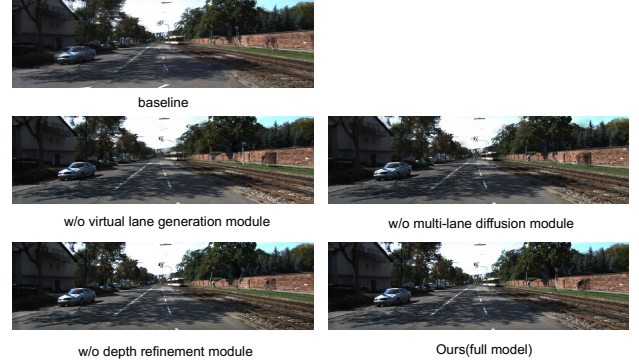 baseline
w/o virtual lane generation module
w/o multi-lane diffusion module
w/o depth refinement module
Ours(full model)